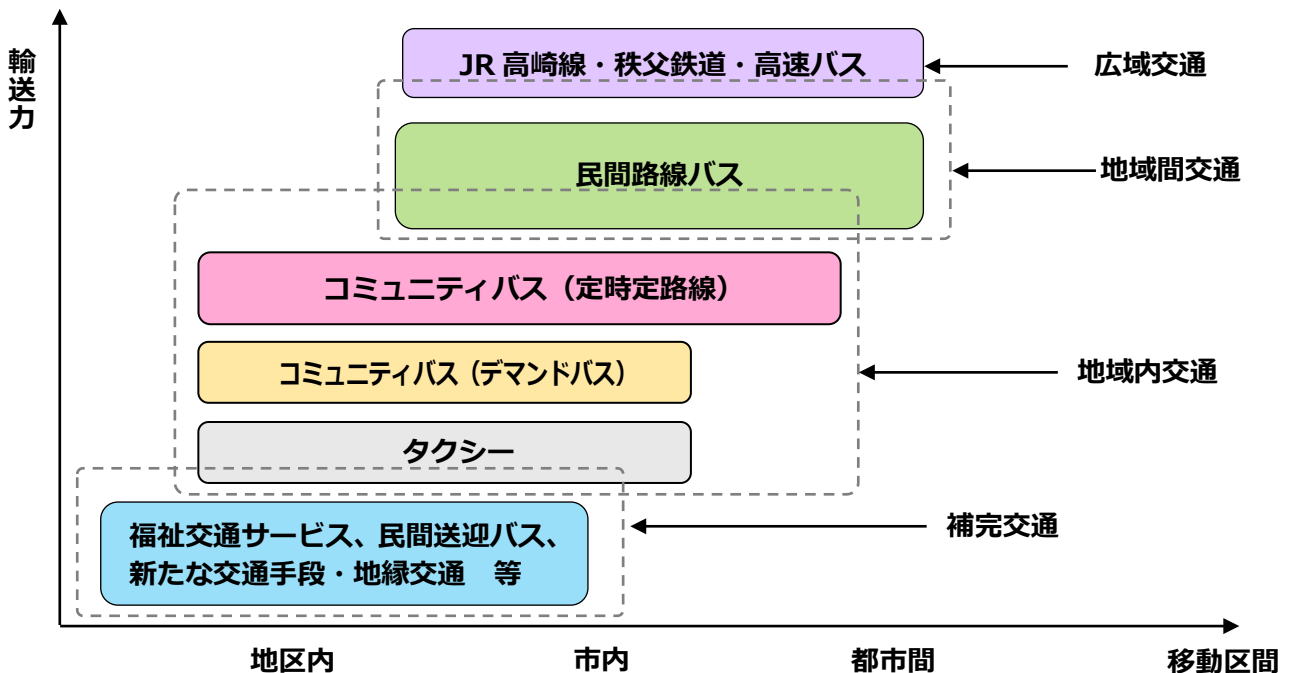 輸送力
JR 高崎線・秩父鉄道・高速バス
広域交通
民間路線バス
地域間交通
コミュニティバス（定時定路線）
コミュニティバス（デマンドバス）
地域内交通
タクシー
福祉交通サービス、民間送迎バス、
新たな交通手段・地縁交通　等
補完交通
地区内
市内
都市間
移動区間